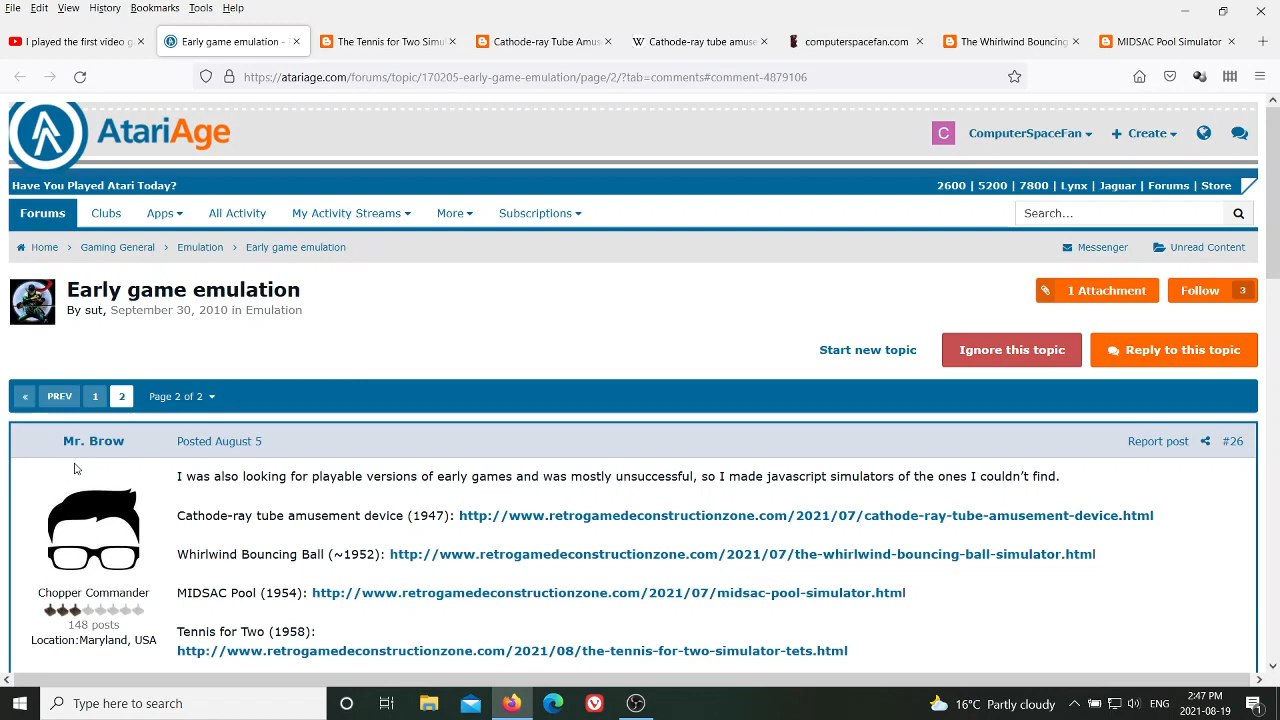 File Edit View History Bookmarks Tools Help
I played the first video g
Early game emulation -
The Tennis for Two Simu
Cathode-ray Tube Amus
Cathode-ray tube amuse
computerspacefan.com
The Whirlwind Bouncing
MIDSAC Pool Simulator
https://atariage.com/forums/topic/170205-early-game-emulation/page/2/?tab=comments#comment-4879106
AtariAge
C ComputerSpaceFan + Create
Have You Played Atari Today?
2600 | 5200 | 7800 | Lynx | Jaguar | Forums | Store
Forums Clubs Apps All Activity My Activity Streams More Subscriptions
Search...
Home > Gaming General > Emulation > Early game emulation
Messenger Unread Content
Early game emulation
By sut, September 30, 2010 in Emulation
1 Attachment
Follow 3
Start new topic
Ignore this topic
Reply to this topic
« PREV 1 2 Page 2 of 2
Mr. Brow
Posted August 5
Report post #26
I was also looking for playable versions of early games and was mostly unsuccessful, so I made javascript simulators of the ones I couldn’t find.
Cathode-ray tube amusement device (1947): http://www.retrogamedeconstructionzone.com/2021/07/cathode-ray-tube-amusement-device.html
Whirlwind Bouncing Ball (~1952): http://www.retrogamedeconstructionzone.com/2021/07/the-whirlwind-bouncing-ball-simulator.html
MIDSAC Pool (1954): http://www.retrogamedeconstructionzone.com/2021/07/midsac-pool-simulator.html
Tennis for Two (1958):
http://www.retrogamedeconstructionzone.com/2021/08/the-tennis-for-two-simulator-tets.html
Chopper Commander
148 posts
Location:Maryland, USA
Type here to search
16°C Partly cloudy
ENG
2:47 PM
2021-08-19
1